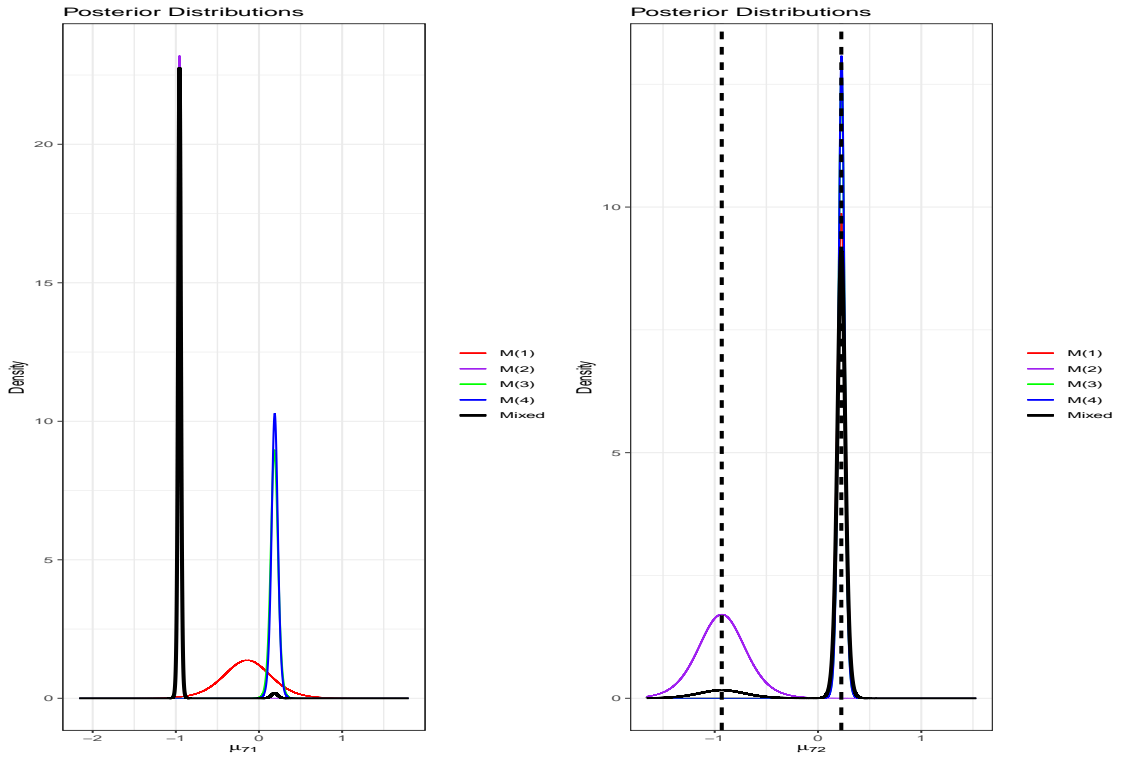 Posterior Distributions
Density
20
15
10
5
0
−2
−1
0
1
μ71
M(1)
M(2)
M(3)
M(4)
Mixed
Posterior Distributions
Density
10
5
0
−1
0
1
μ72
M(1)
M(2)
M(3)
M(4)
Mixed